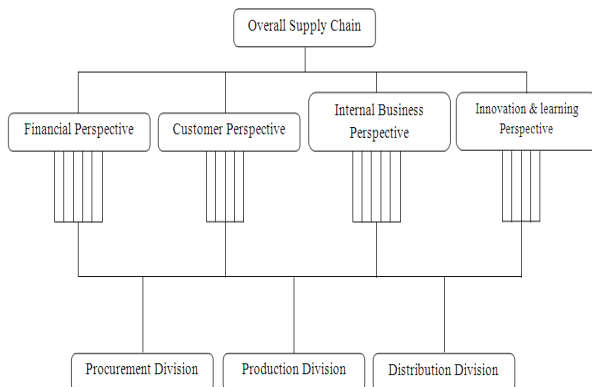 Overall Supply Chain
Financial Perspective
Customer Perspective
Internal Business
Perspective
Innovation & learning
Perspective
Procurement Division
Production Division
Distribution Division